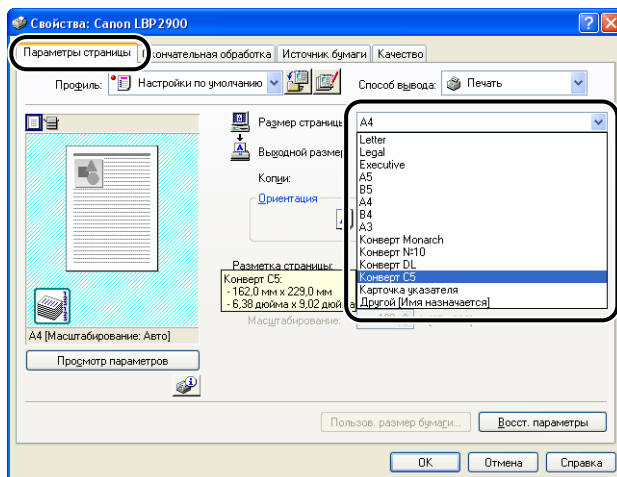 Свойства: Canon LBP2900
Параметры страницы
кончательная обработка
Источник бумаги
Качество
Профиль: Настройки по умолчанию
Способ вывода: Печать
Размер страницы
A4
Выходной размер
Letter
Legal
Executive
A5
B5
A4
B4
A3
Конверт Monarch
Конверт №10
Конверт DL
Конверт C5
Карточка указателя
Другой [Имя назначается]
Копии:
Ориентация
Разметка страницы:
Конверт C5:
- 162,0 мм x 229,0 мм
- 6,38 дюйма x 9,02 дюй
Масштабирование:
A4 [Масштабирование: Авто]
Просмотр параметров
Пользов. размер бумаги...
Восст. параметры
OK
Отмена
Справка